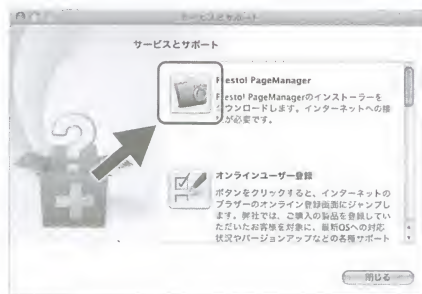 サービスとサポート
サービスとサポート
Presto! PageManager
Presto! PageManagerのインストーラーを
ダウンロードします。インターネットへの接
が必要です。
オンラインユーザー登録
ボタンをクリックすると、インターネットの
ブラウザーのオンライン登録画面にジャンプし
ます。弊社では、ご購入の製品を登録してい
ただいたお客様を対象に、最新OSへの対応
状況やバージョンアップなどの各種サポート
閉じる